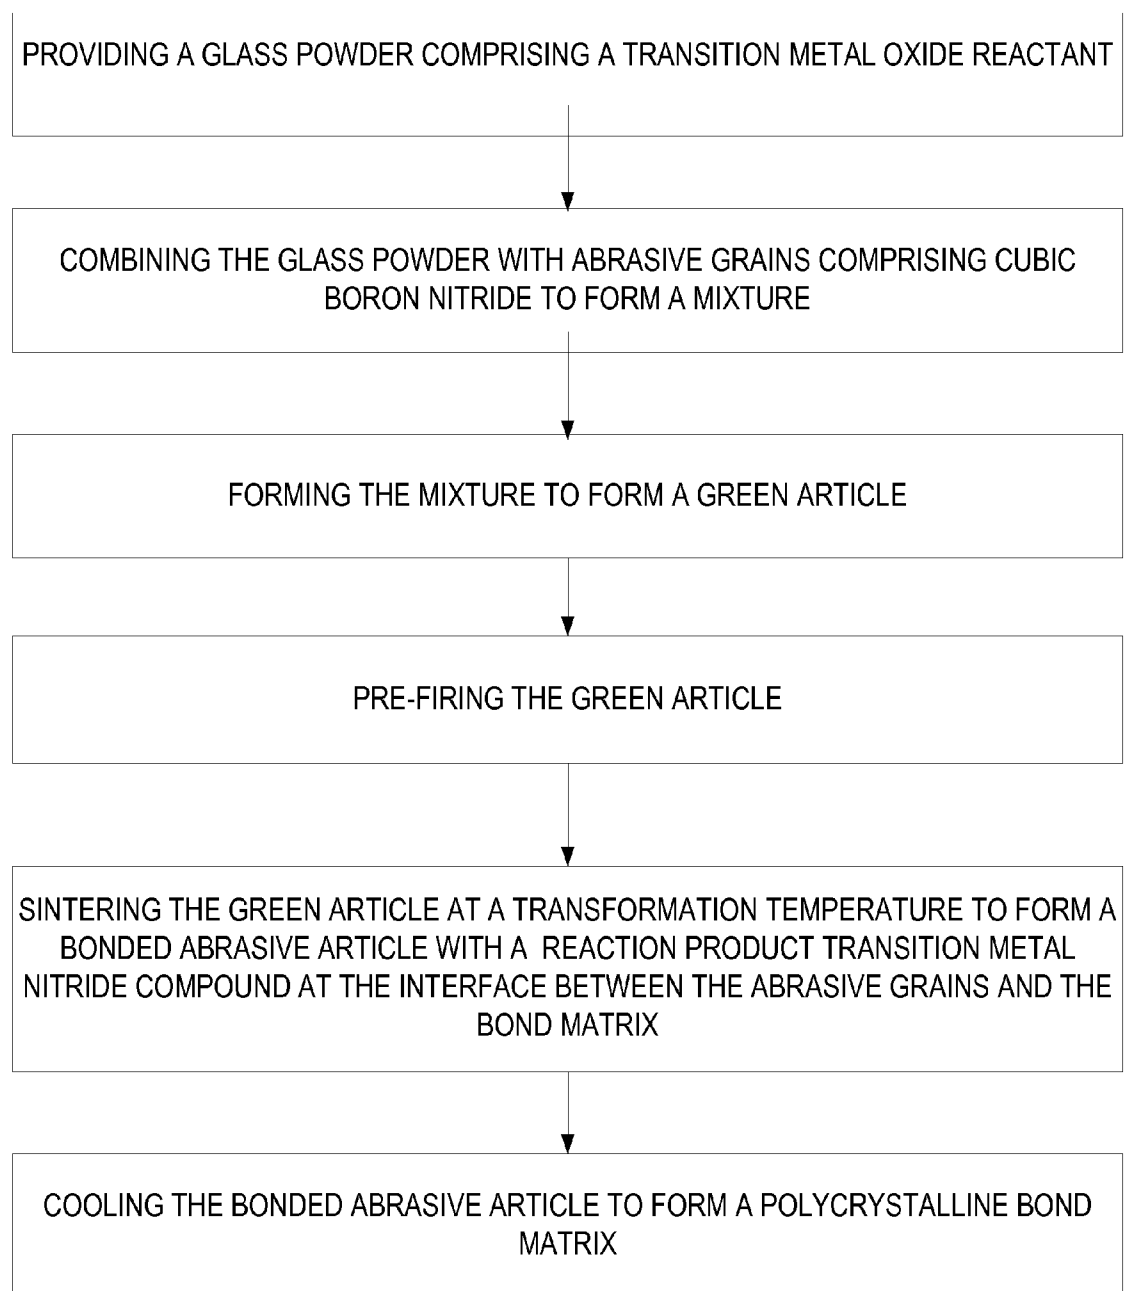 PROVIDING A GLASS POWDER COMPRISING A TRANSITION METAL OXIDE REACTANT
COMBINING THE GLASS POWDER WITH ABRASIVE GRAINS COMPRISING CUBIC
BORON NITRIDE TO FORM A MIXTURE
FORMING THE MIXTURE TO FORM A GREEN ARTICLE
PRE-FIRING THE GREEN ARTICLE
SINTERING THE GREEN ARTICLE AT A TRANSFORMATION TEMPERATURE TO FORM A
BONDED ABRASIVE ARTICLE WITH A REACTION PRODUCT TRANSITION METAL
NITRIDE COMPOUND AT THE INTERFACE BETWEEN THE ABRASIVE GRAINS AND THE
BOND MATRIX
COOLING THE BONDED ABRASIVE ARTICLE TO FORM A POLYCRYSTALLINE BOND
MATRIX